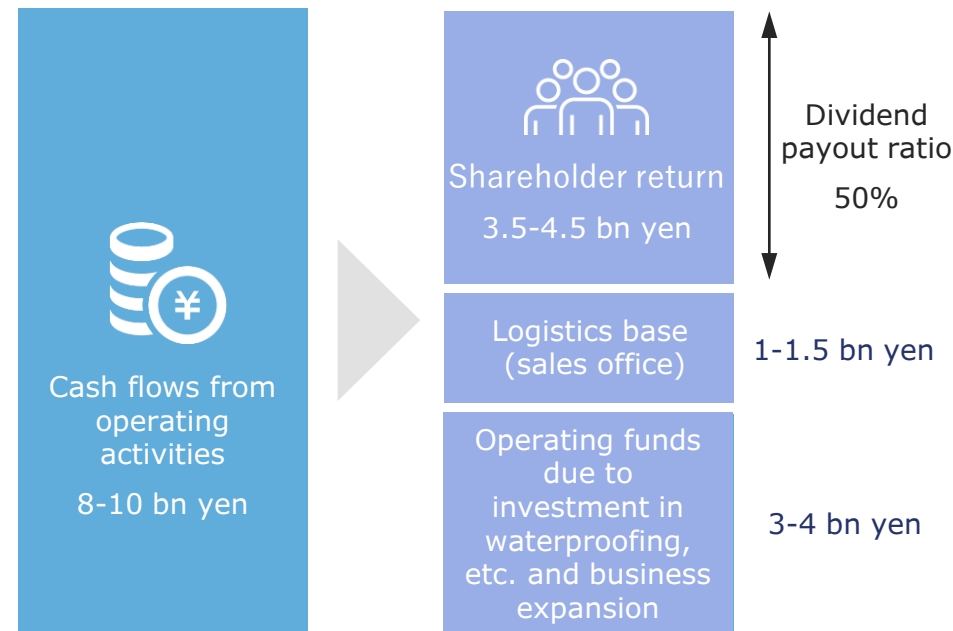 ¥
Cash flows from
operating
activities
8-10 bn yen
Shareholder return
3.5-4.5 bn yen
Dividend
payout ratio
50%
Logistics base
(sales office)
1-1.5 bn yen
Operating funds
due to
investment in
waterproofing,
etc. and business
expansion
3-4 bn yen